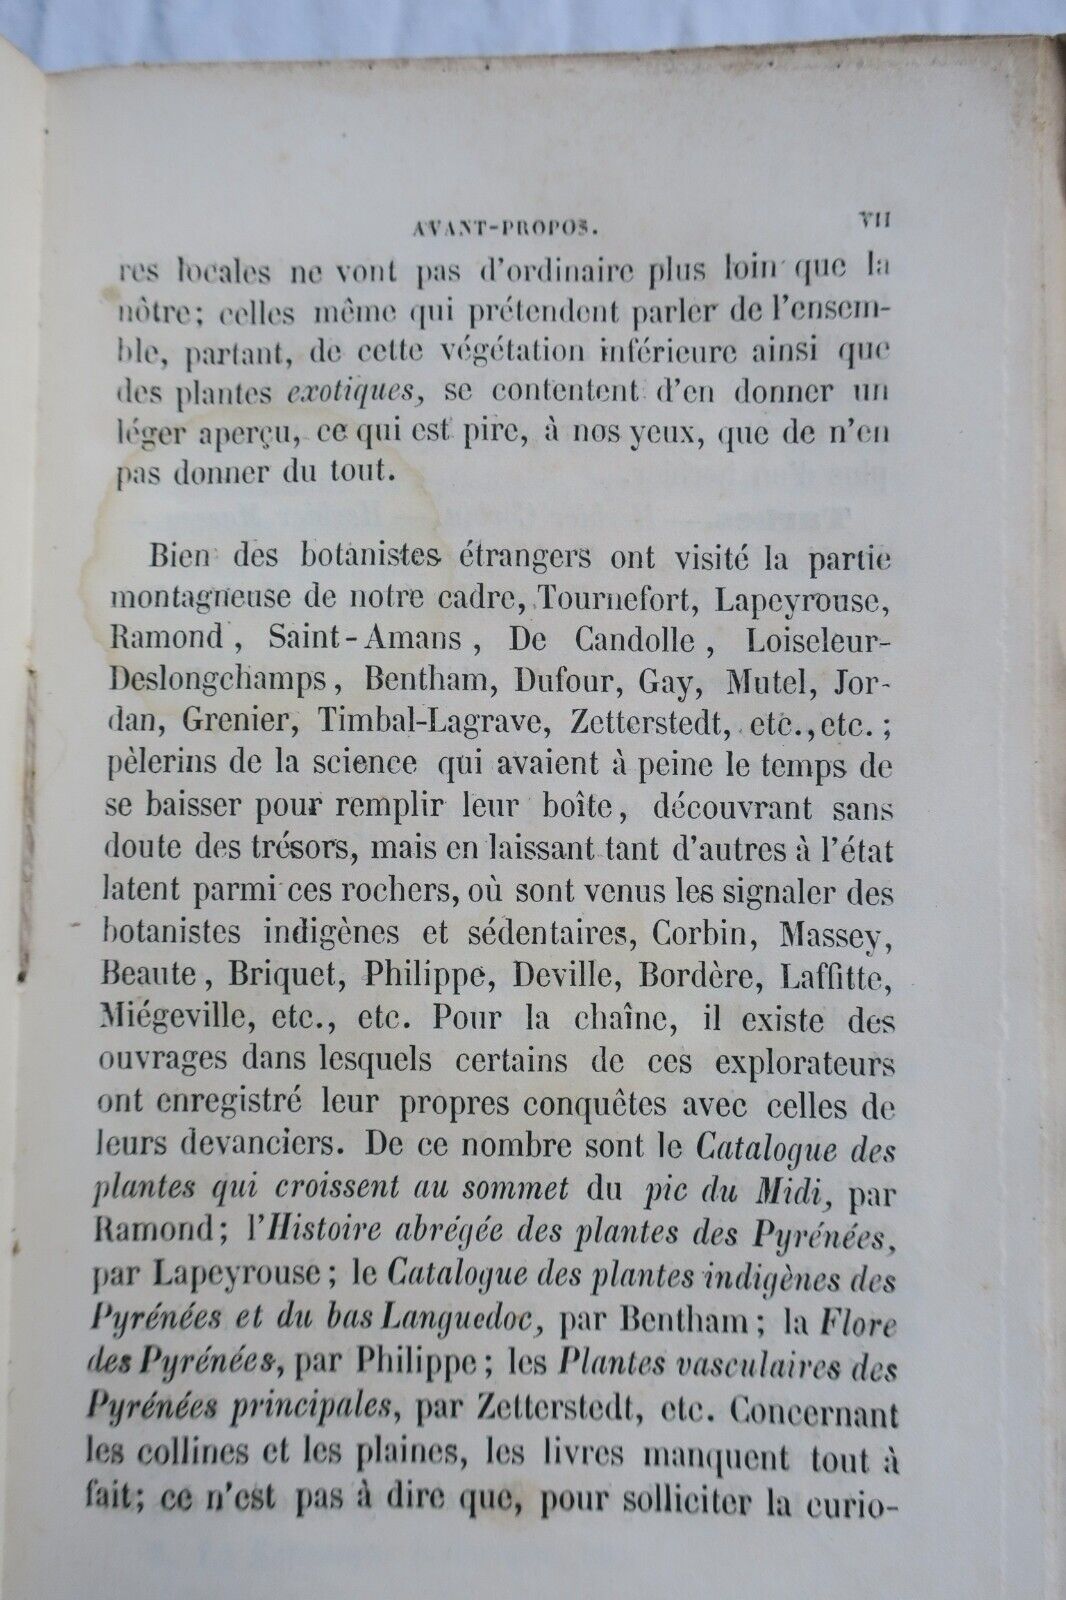 AVANT-PROPOS. VII
res locales ne vont pas d'ordinaire plus loin que la
nôtre; celles même qui prétendent parler de l'ensem-
ble, partant, de cette végétation inférieure ainsi que
des plantes exotiques, se contentent d'en donner un
léger aperçu, ce qui est pire, à nos yeux, que de n'en
pas donner du tout.
Bien des botanistes étrangers ont visité la partie
montagneuse de notre cadre, Tournefort, Lapeyrouse,
Ramond, Saint-Amans, De Candolle, Loiseleur-
Deslongchamps, Bentham, Dufour, Gay, Mutel, Jor-
dan, Grenier, Timbal-Lagrave, Zetterstedt, etc., etc.;
pèlerins de la science qui avaient à peine le temps de
se baisser pour remplir leur boîte, découvrant sans
doute des trésors, mais en laissant tant d'autres à l'état
latent parmi ces rochers, où sont venus les signaler des
botanistes indigènes et sédentaires, Corbin, Massey,
Beaute, Briquet, Philippe, Deville, Bordère, Laffitte,
Miégeville, etc., etc. Pour la chaîne, il existe des
ouvrages dans lesquels certains de ces explorateurs
ont enregistré leur propres conquêtes avec celles de
leurs devanciers. De ce nombre sont le Catalogue des
plantes qui croissent au sommet du pic du Midi, par
Ramond; l'Histoire abrégée des plantes des Pyrénées,
par Lapeyrouse; le Catalogue des plantes indigènes des
Pyrénées et du bas Languedoc, par Bentham; la Flore
des Pyrénées, par Philippe; les Plantes vasculaires des
Pyrénées principales, par Zetterstedt, etc. Concernant
les collines et les plaines, les livres manquent tout à
fait; ce n'est pas à dire que, pour solliciter la curio-